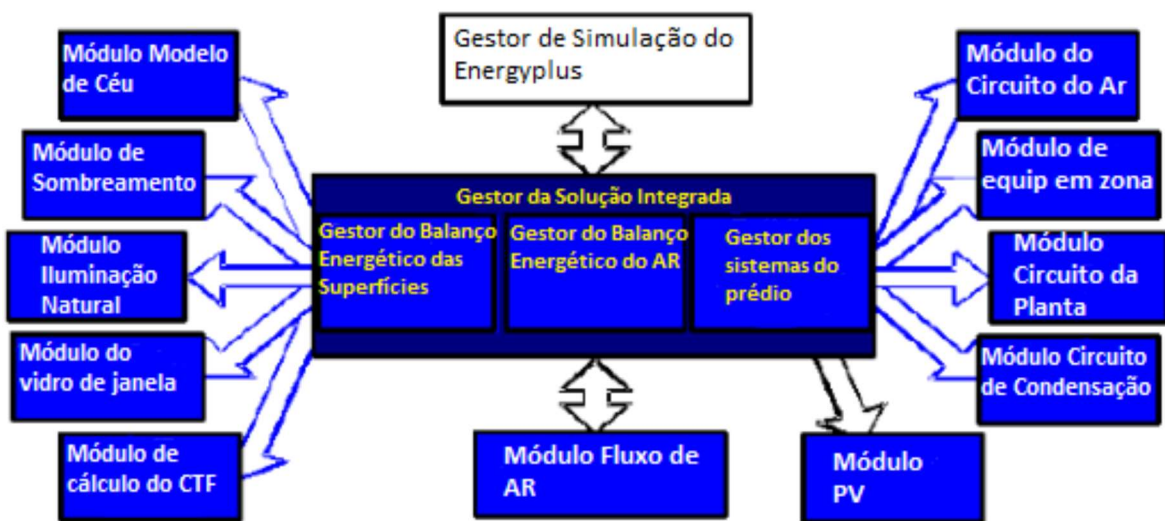 Módulo Modelo
de Céu
Gestor de Simulação do
Energyplus
Módulo do
Circuito do Ar
Módulo de
Sombreamento
Módulo de
equip em zona
Gestor da Solução Integrada
Gestor do Balanço
Energético das
Superfícies
Gestor do Balanço
Energético do AR
Gestor dos
sistemas do
prédio
Módulo
Iluminação
Natural
Módulo
Circuito da
Planta
Módulo do
vidro de janela
Módulo Circuito
de Condensação
Módulo de
cálculo do CTF
Módulo Fluxo de
AR
Módulo
PV